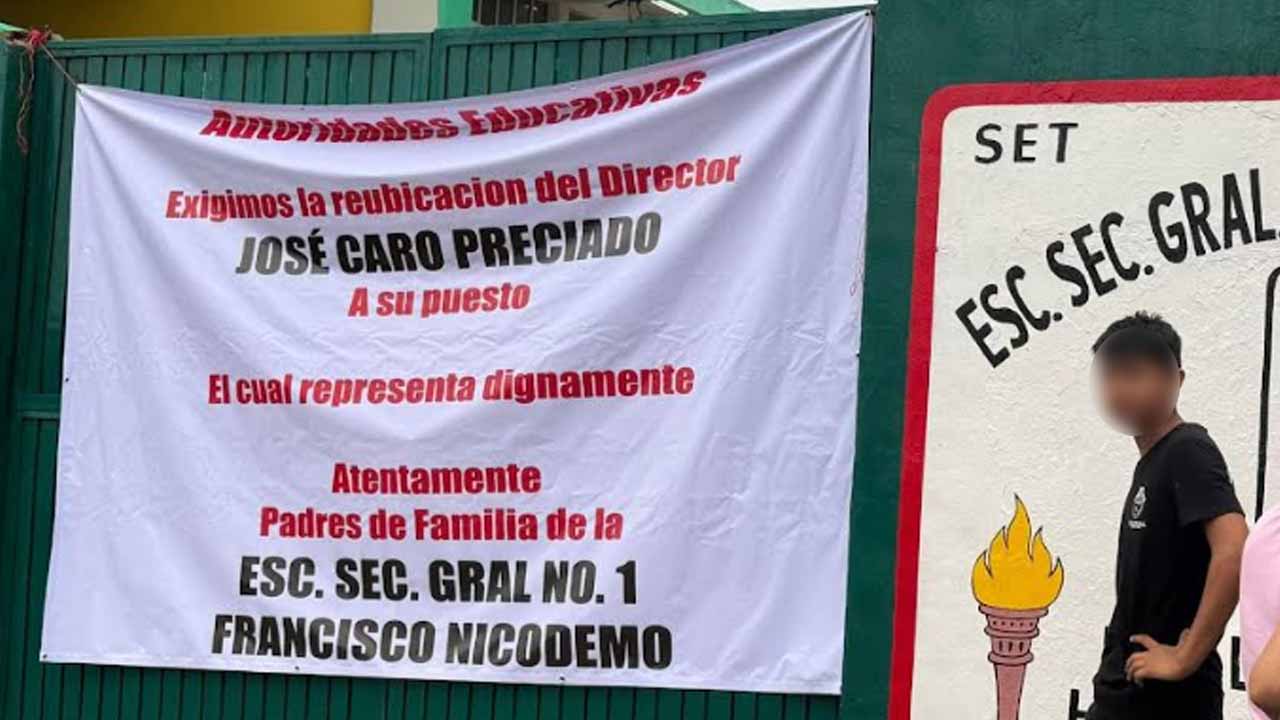 Autoridades Educativas
Exigimos la reubicacion del Director
JOSÉ CARO PRECIADO
A su puesto
El cual representa dignamente
Atentamente
Padres de Familia de la
ESC. SEC. GRAL NO. 1
FRANCISCO NICODEMO
SET
ESC. SEC. GRAL.